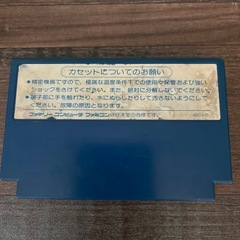 カセットについてのお願い
●精密機器ですので、極端な温度条件下での使用や保管および強い
ショックをさけてください。また、絶対に分解しないでください。
●端子部に手を触れたり、水にぬらしたりして汚さないようにして
ください。故障の原因となります。
ファミリーコンピュータ ファミコンは任天堂の商標です。